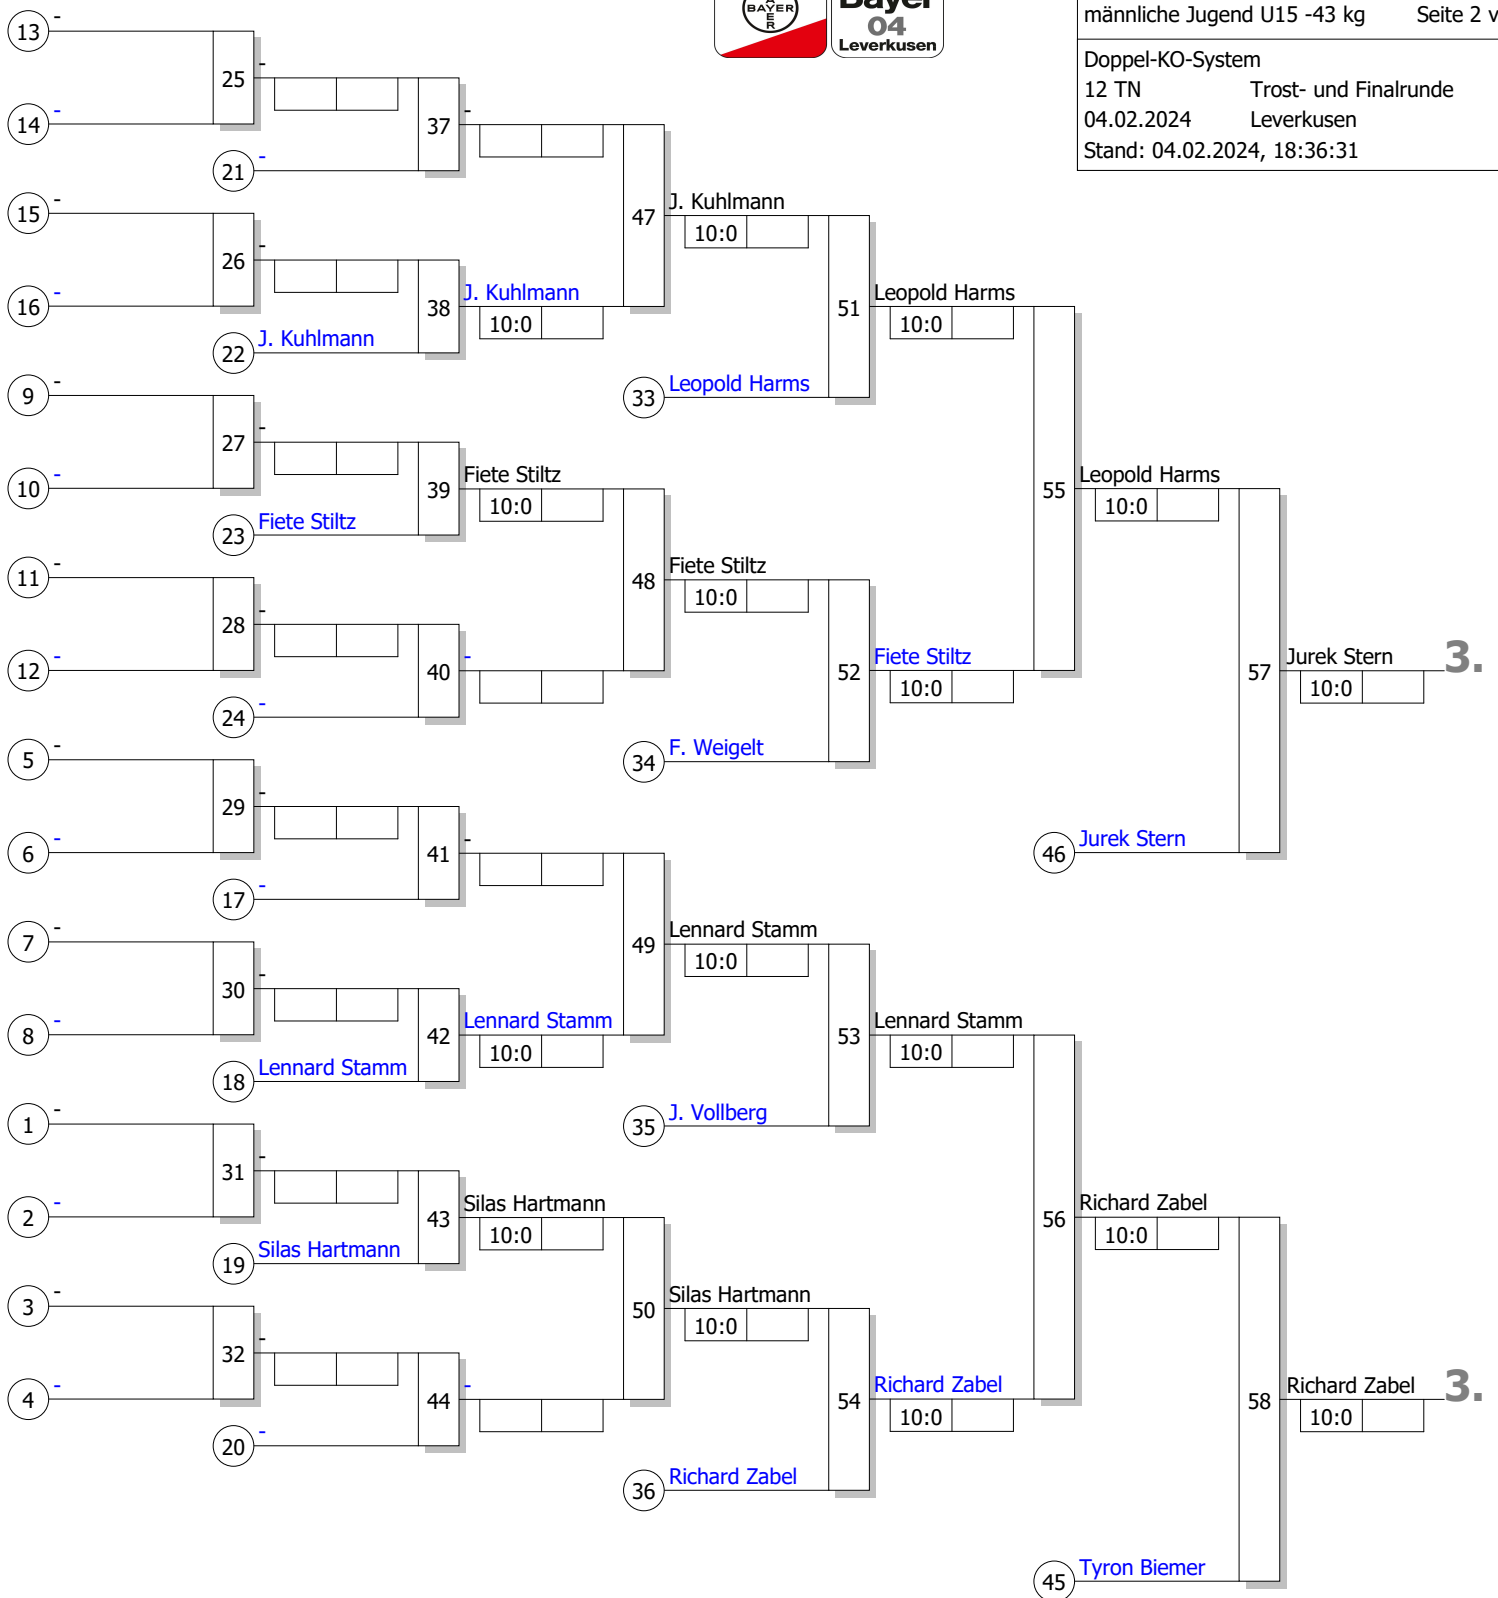 BAYER
Bayer
04
Leverkusen
männliche Jugend U15 -43 kg Seite 2 v
Doppel-KO-System
12 TN Trost- und Finalrunde
04.02.2024 Leverkusen
Stand: 04.02.2024, 18:36:31
13 -
25 -
14 -
37 -
21 -
15 -
47 J. Kuhlmann
10:0
26 -
16 -
38 J. Kuhlmann
10:0
22 J. Kuhlmann
51 Leopold Harms
10:0
9 -
33 Leopold Harms
27 -
10 -
39 Fiete Stiltz
10:0
23 Fiete Stiltz
55 Leopold Harms
10:0
11 -
48 Fiete Stiltz
10:0
28 -
12 -
40 -
24 -
52 Fiete Stiltz
10:0
57 Jurek Stern 3.
10:0
5 -
34 F. Weigelt
29 -
6 -
41 -
46 Jurek Stern
17 -
7 -
49 Lennard Stamm
10:0
30 -
8 -
42 Lennard Stamm
10:0
18 Lennard Stamm
53 Lennard Stamm
10:0
1 -
35 J. Vollberg
31 -
2 -
43 Silas Hartmann
10:0
19 Silas Hartmann
56 Richard Zabel
10:0
3 -
50 Silas Hartmann
10:0
32 -
4 -
44 -
20 -
54 Richard Zabel
10:0
58 Richard Zabel 3.
10:0
36 Richard Zabel
45 Tyron Biemer